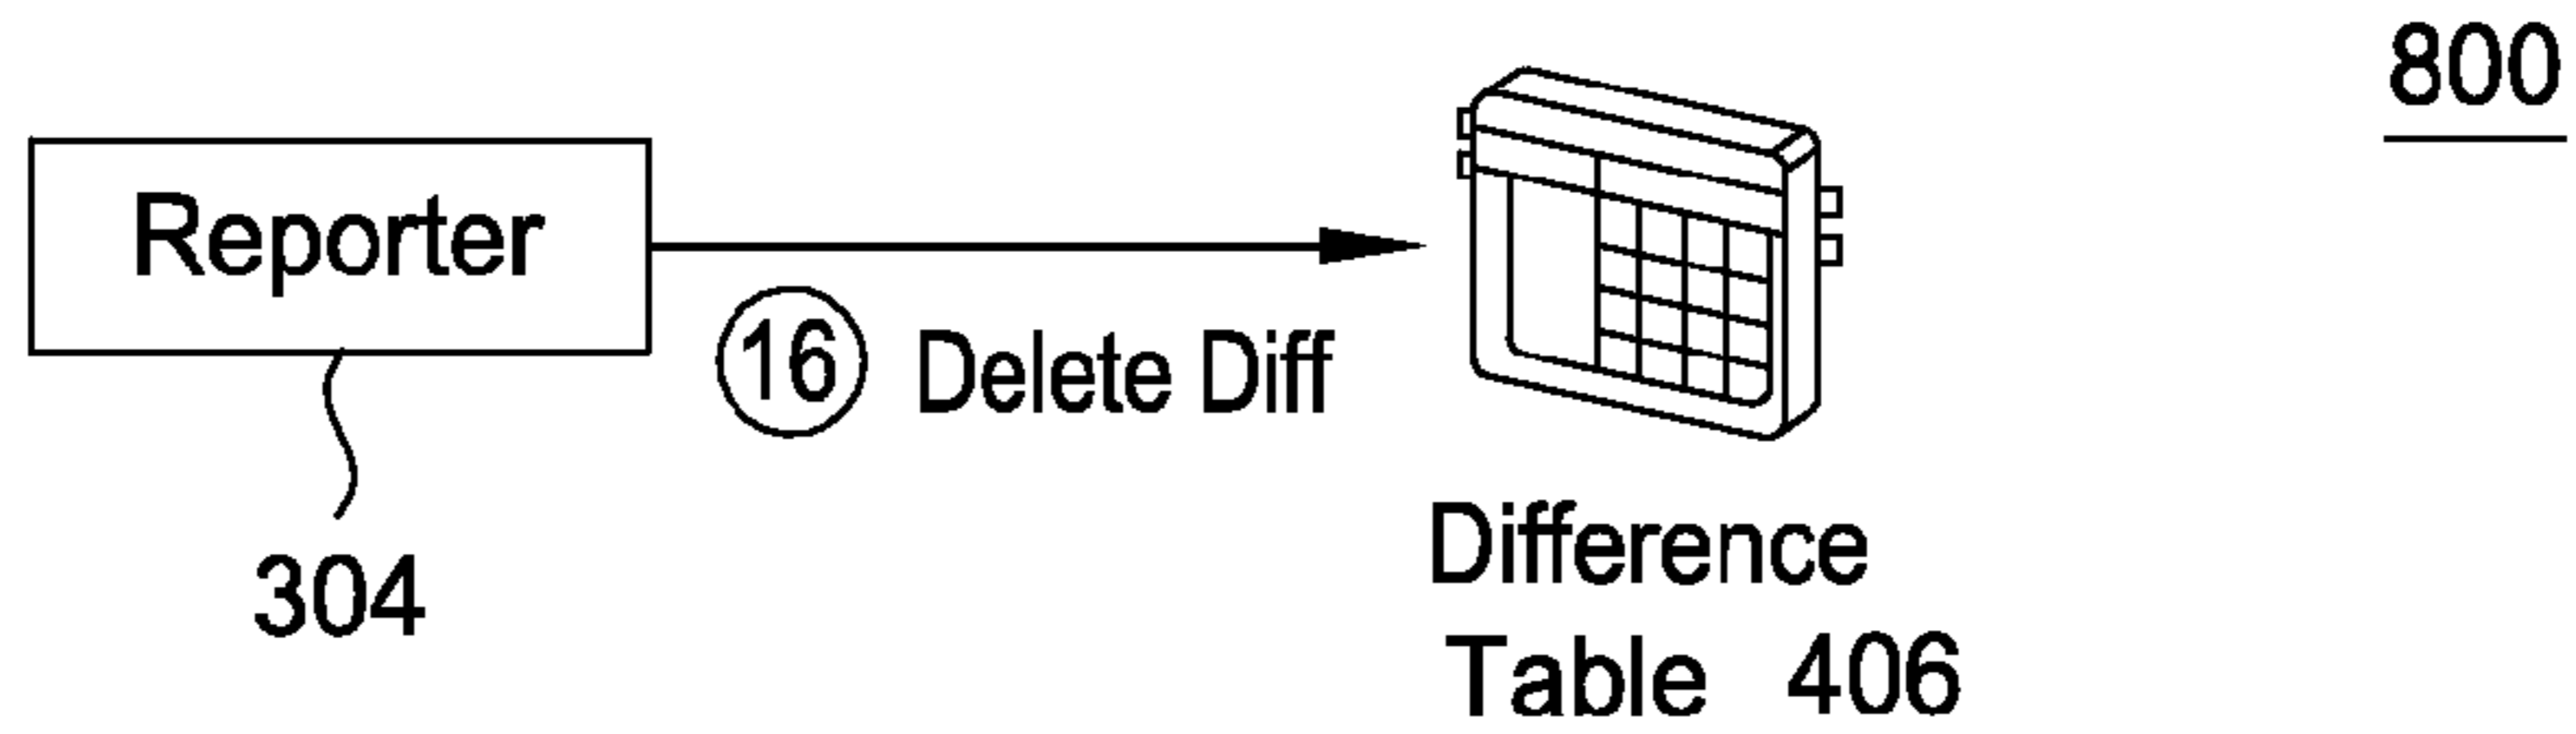 800
Reporter
16 Delete Diff
304
Difference
Table 406